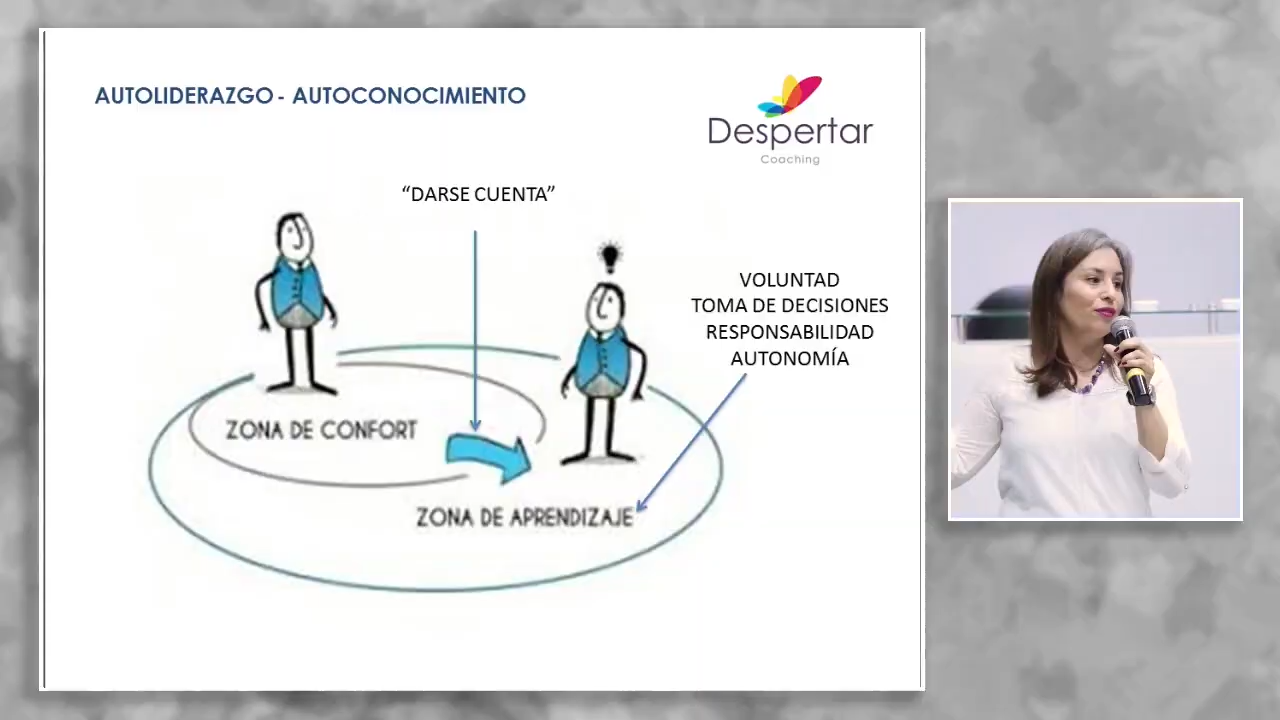 AUTOLIDERAZGO - AUTOCONOCIMIENTO
Despertar
Coaching
“DARSE CUENTA”
VOLUNTAD
TOMA DE DECISIONES
RESPONSABILIDAD
AUTONOMÍA
ZONA DE CONFORT
ZONA DE APRENDIZAJE